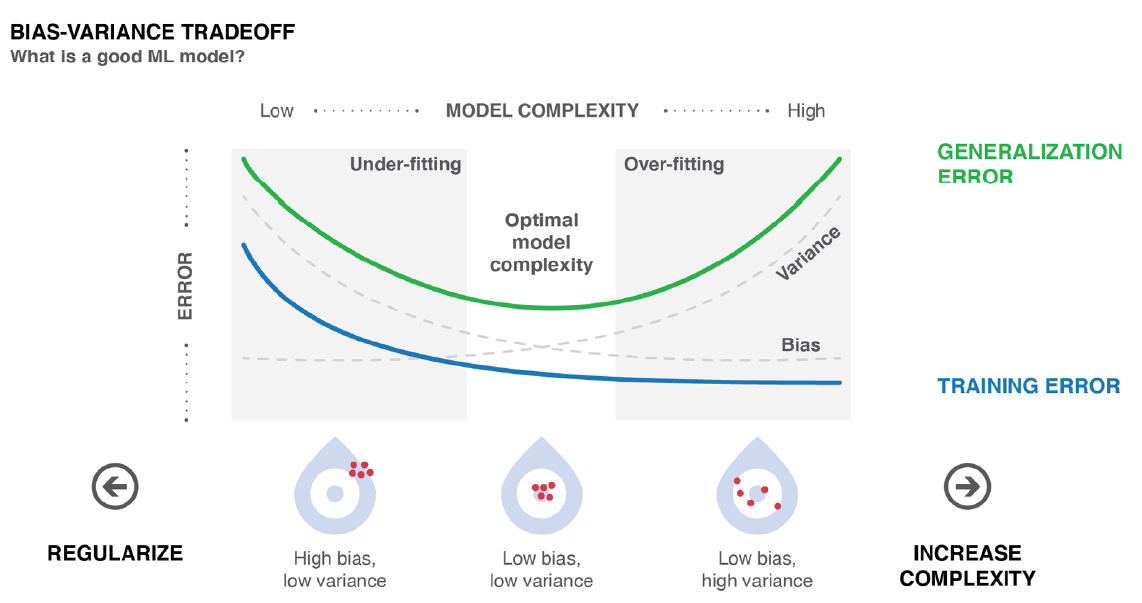 BIAS-VARIANCE TRADEOFF
What is a good ML model?
Low
MODEL COMPLEXITY
High
Under-fitting
Over-fitting
GENERALIZATION
ERROR
Optimal
model
complexity
Variance
ERROR
Bias
TRAINING ERROR
REGULARIZE
High bias,
low variance
Low bias,
low variance
Low bias,
high variance
INCREASE
COMPLEXITY